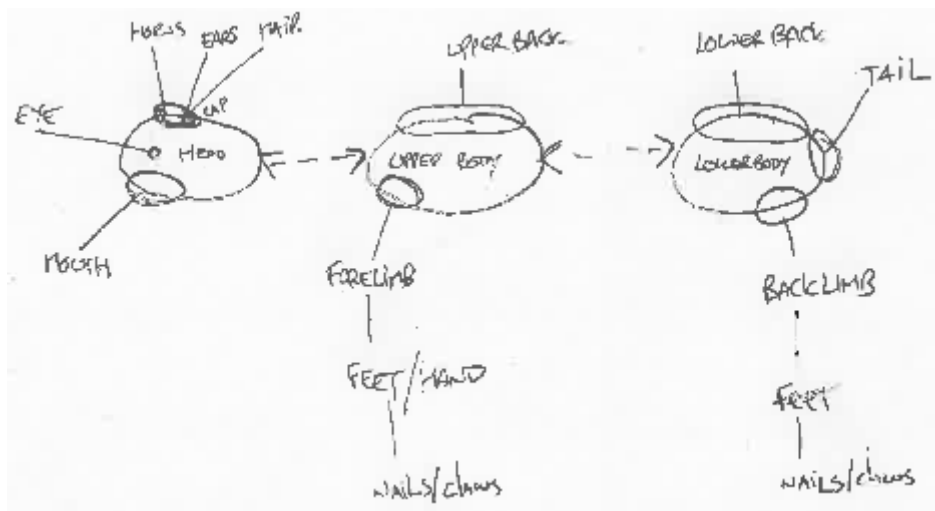 HORNS
EARS
HAIR
CAP
EYE
HEAD
MOUTH
UPPER BACK
UPPER BODY
FORELIMB
FEET/HAND
NAILS/claws
LOWER BACK
TAIL
LOWER BODY
BACKLIMB
FEET
NAILS/claws